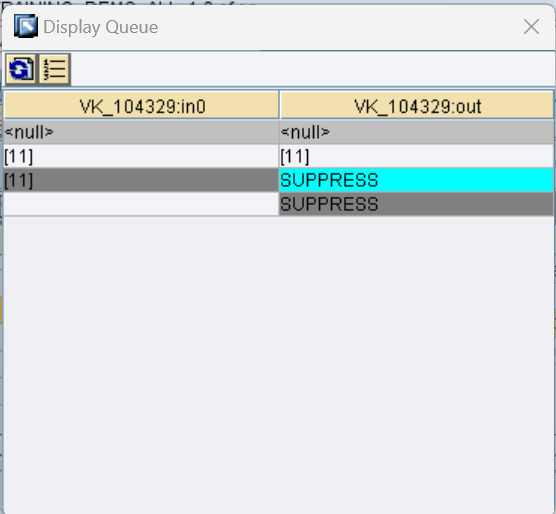 Display Queue
VK_104329:in0 VK_104329:out
<null> <null>
[11] [11]
[11] SUPPRESS
SUPPRESS